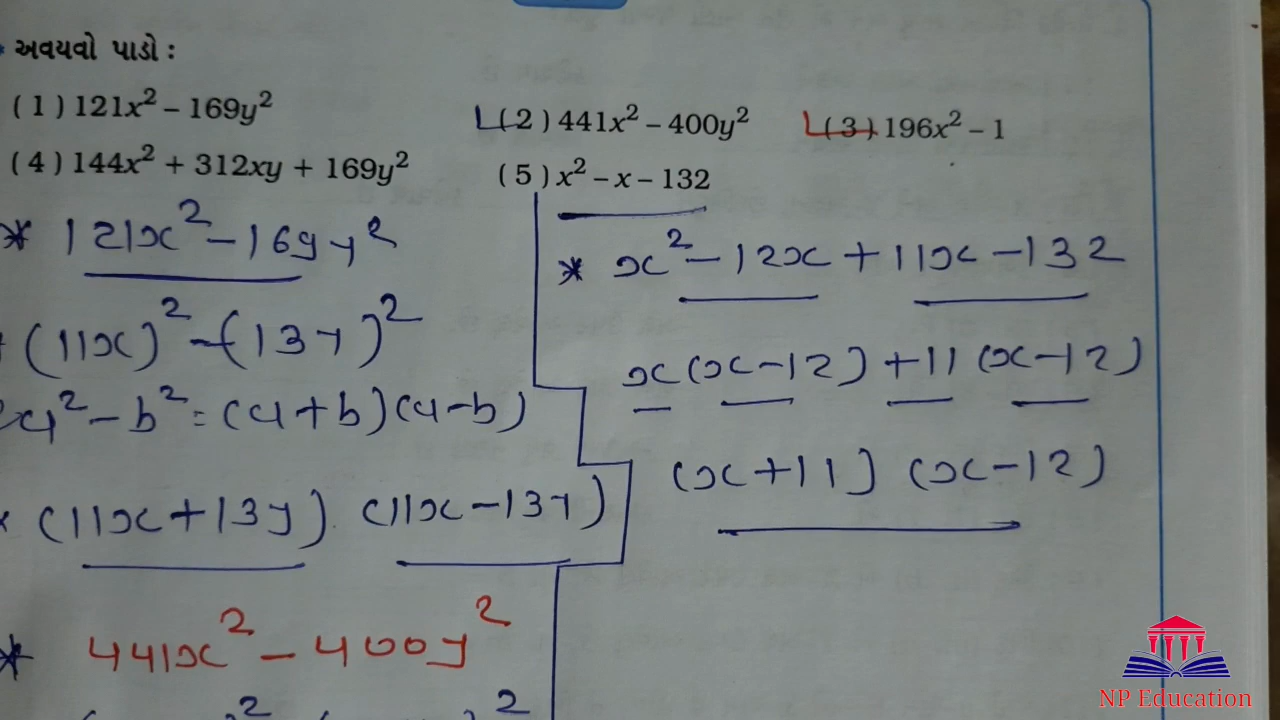 અવયવો પાડો :
(1) 121x² – 169y²
(2) 441x² – 400y²
(3) 196x² – 1
(4) 144x² + 312xy + 169y²
(5) x² – x – 132
* 121x² – 169y²
(11x)² – (13y)²
a² – b² = (a+b)(a–b)
(11x+13y) (11x–13y)
* 441x² – 400y²
* x² – 12x + 11x – 132
x(x–12) + 11(x–12)
(x+11) (x–12)
NP Education